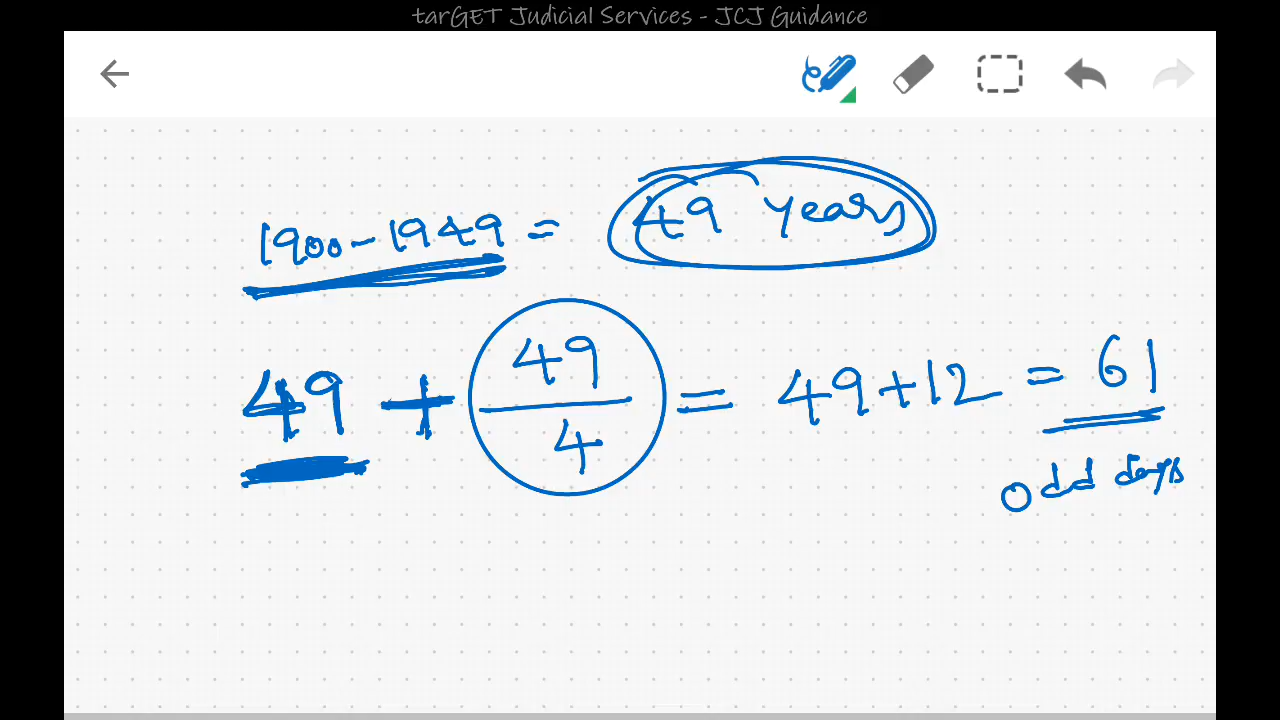 tarGET Judicial Services - JCJ Guidance
1900-1949 = 49 years
49 + 49/4 = 49+12 = 61
odd days